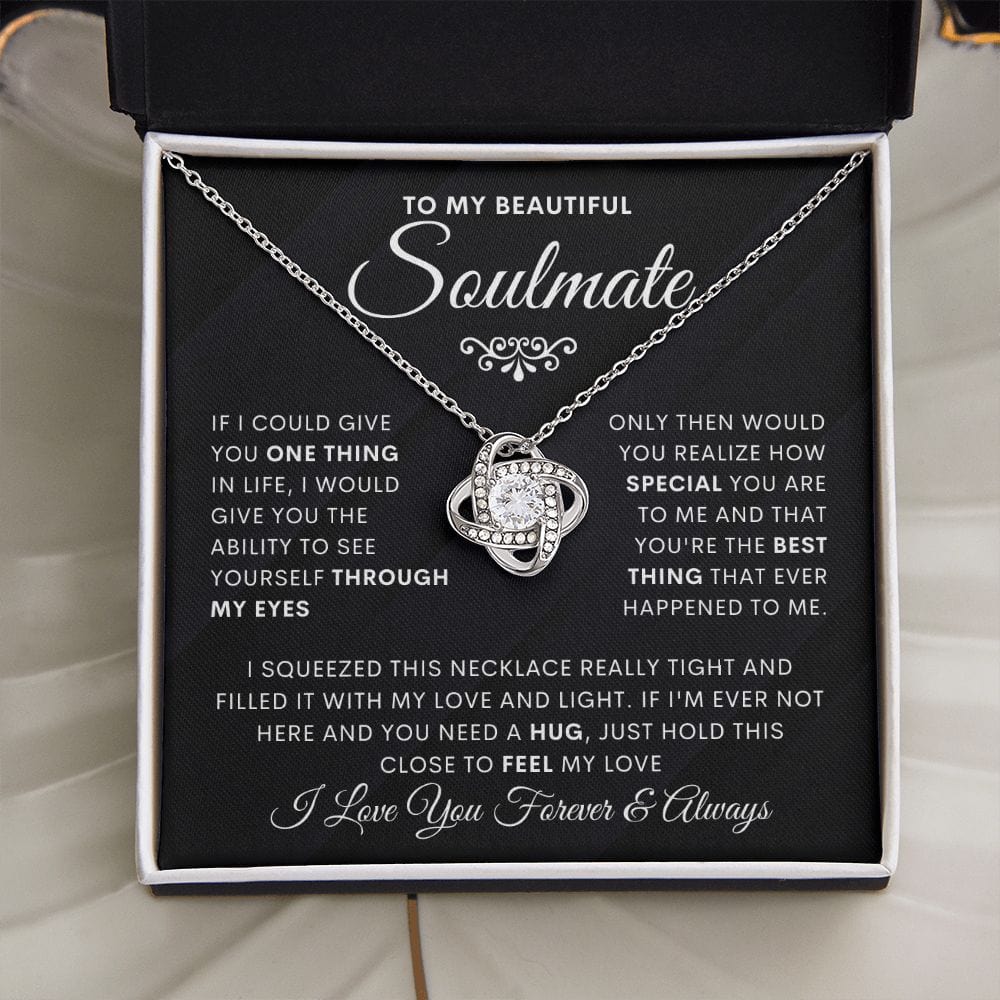 TO MY BEAUTIFUL
Soulmate
IF I COULD GIVE
YOU ONE THING
IN LIFE, I WOULD
GIVE YOU THE
ABILITY TO SEE
YOURSELF THROUGH
MY EYES
ONLY THEN WOULD
YOU REALIZE HOW
SPECIAL YOU ARE
TO ME AND THAT
YOU'RE THE BEST
THING THAT EVER
HAPPENED TO ME.
I SQUEEZED THIS NECKLACE REALLY TIGHT AND
FILLED IT WITH MY LOVE AND LIGHT. IF I'M EVER NOT
HERE AND YOU NEED A HUG, JUST HOLD THIS
CLOSE TO FEEL MY LOVE
I Love You Forever & Always